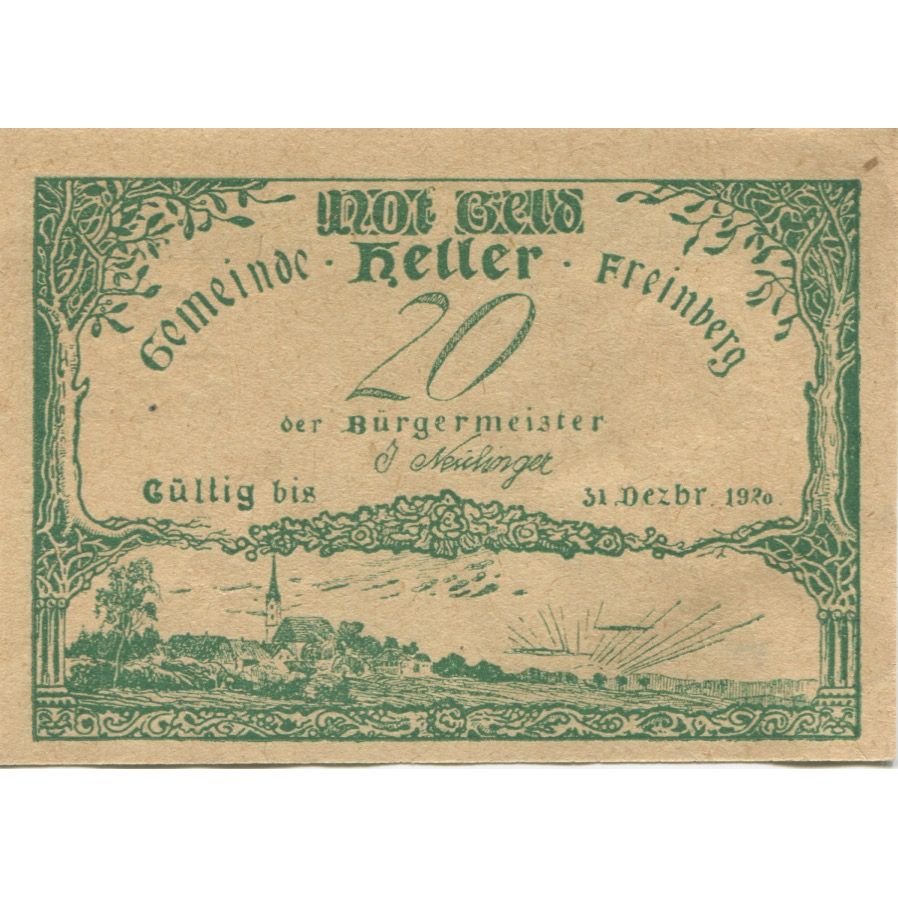 Not Geld
Gemeinde · Heller · Freinberg
20
der Bürgermeister
Gültig bis 31. Dezbr. 1920